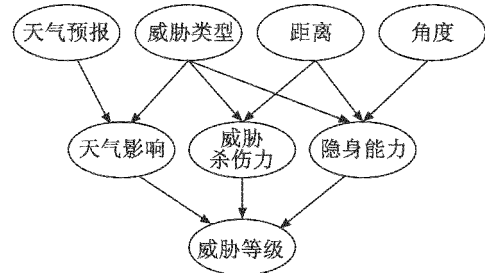 天气预报
威胁类型
距离
角度
天气影响
威胁
杀伤力
隐身能力
威胁等级